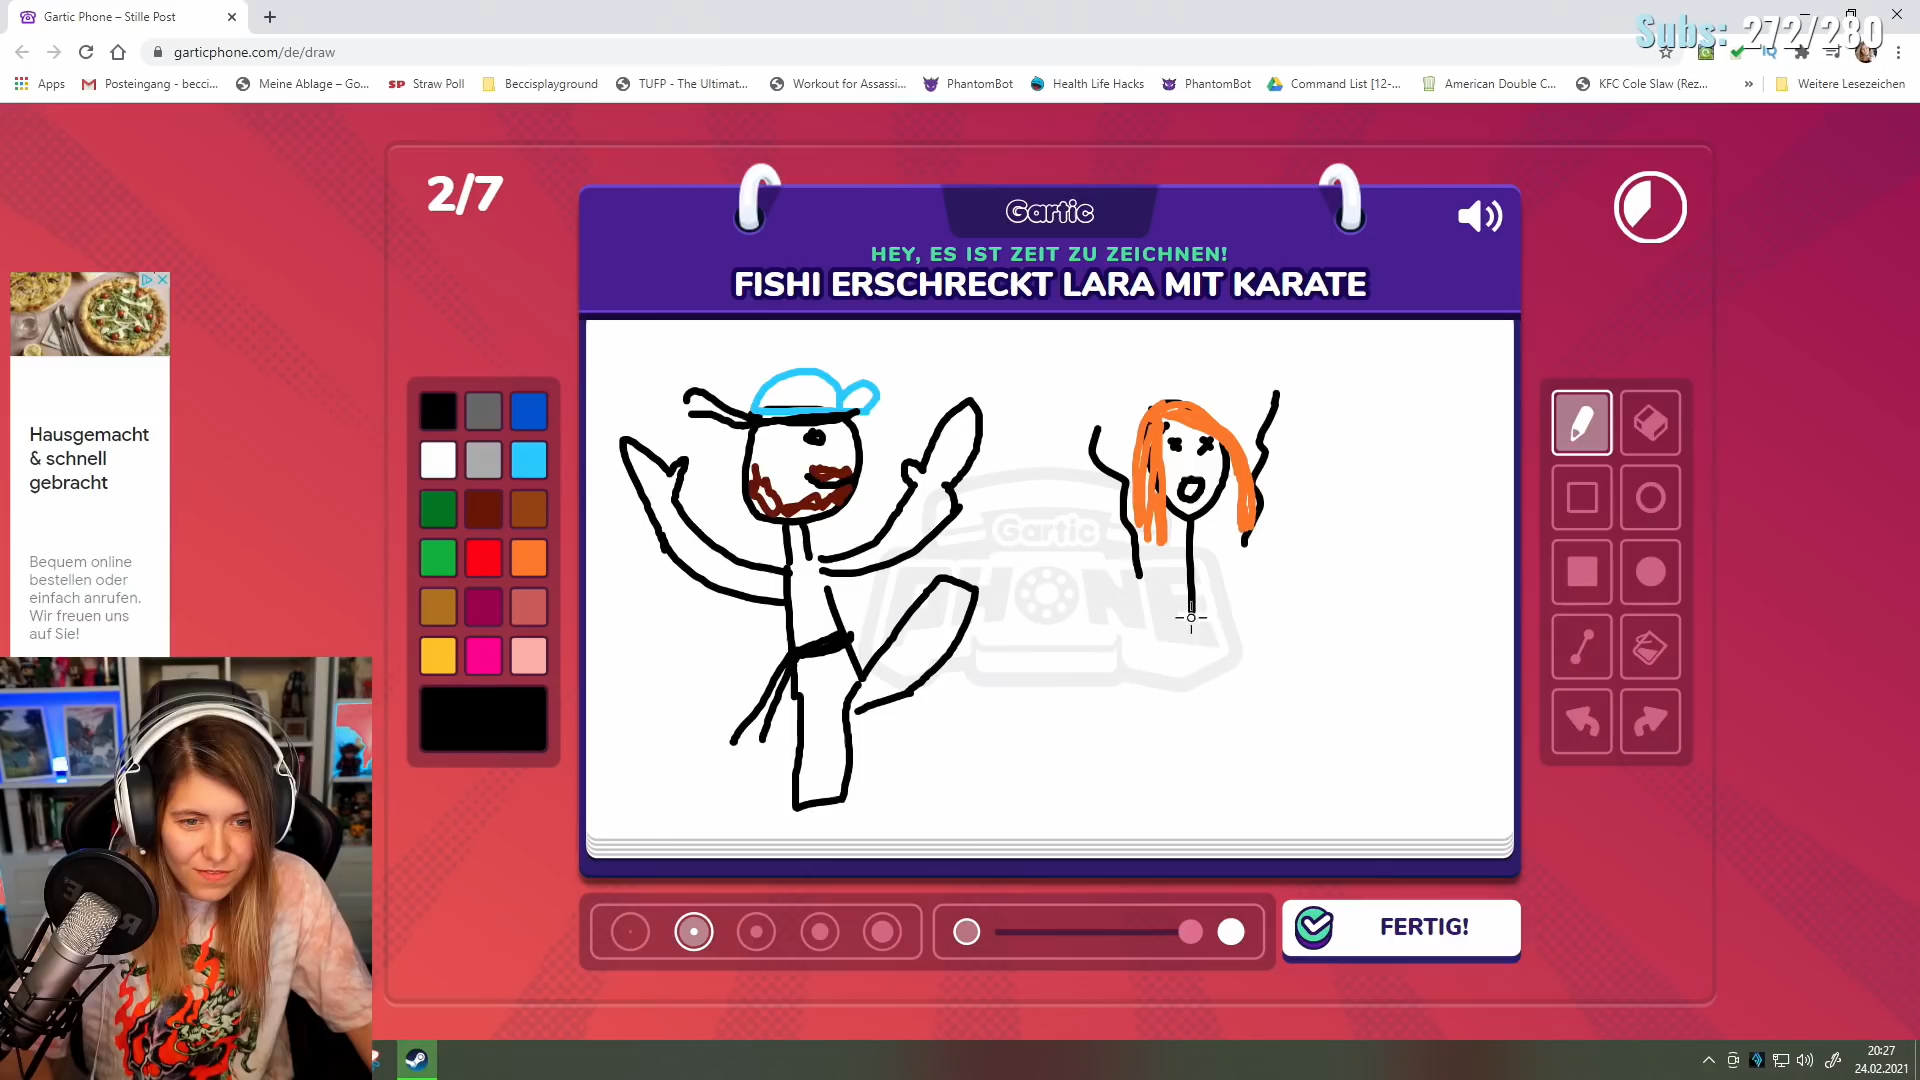 Gartic Phone – Stille Post
Subs: 272/280
garticphone.com/de/draw
Apps
Posteingang - becci...
Meine Ablage – Go...
SP Straw Poll
Beccisplayground
TUFP - The Ultimat...
Workout for Assassi...
PhantomBot
Health Life Hacks
PhantomBot
Command List [12-...
American Double C...
KFC Cole Slaw (Rez...
»
Weitere Lesezeichen
2/7
Gartic
HEY, ES IST ZEIT ZU ZEICHNEN!
FISHI ERSCHRECKT LARA MIT KARATE
Gartic
PHONE
Hausgemacht
& schnell
gebracht
Bequem online
bestellen oder
einfach anrufen.
Wir freuen uns
auf Sie!
FERTIG!
20:27
24.02.2021